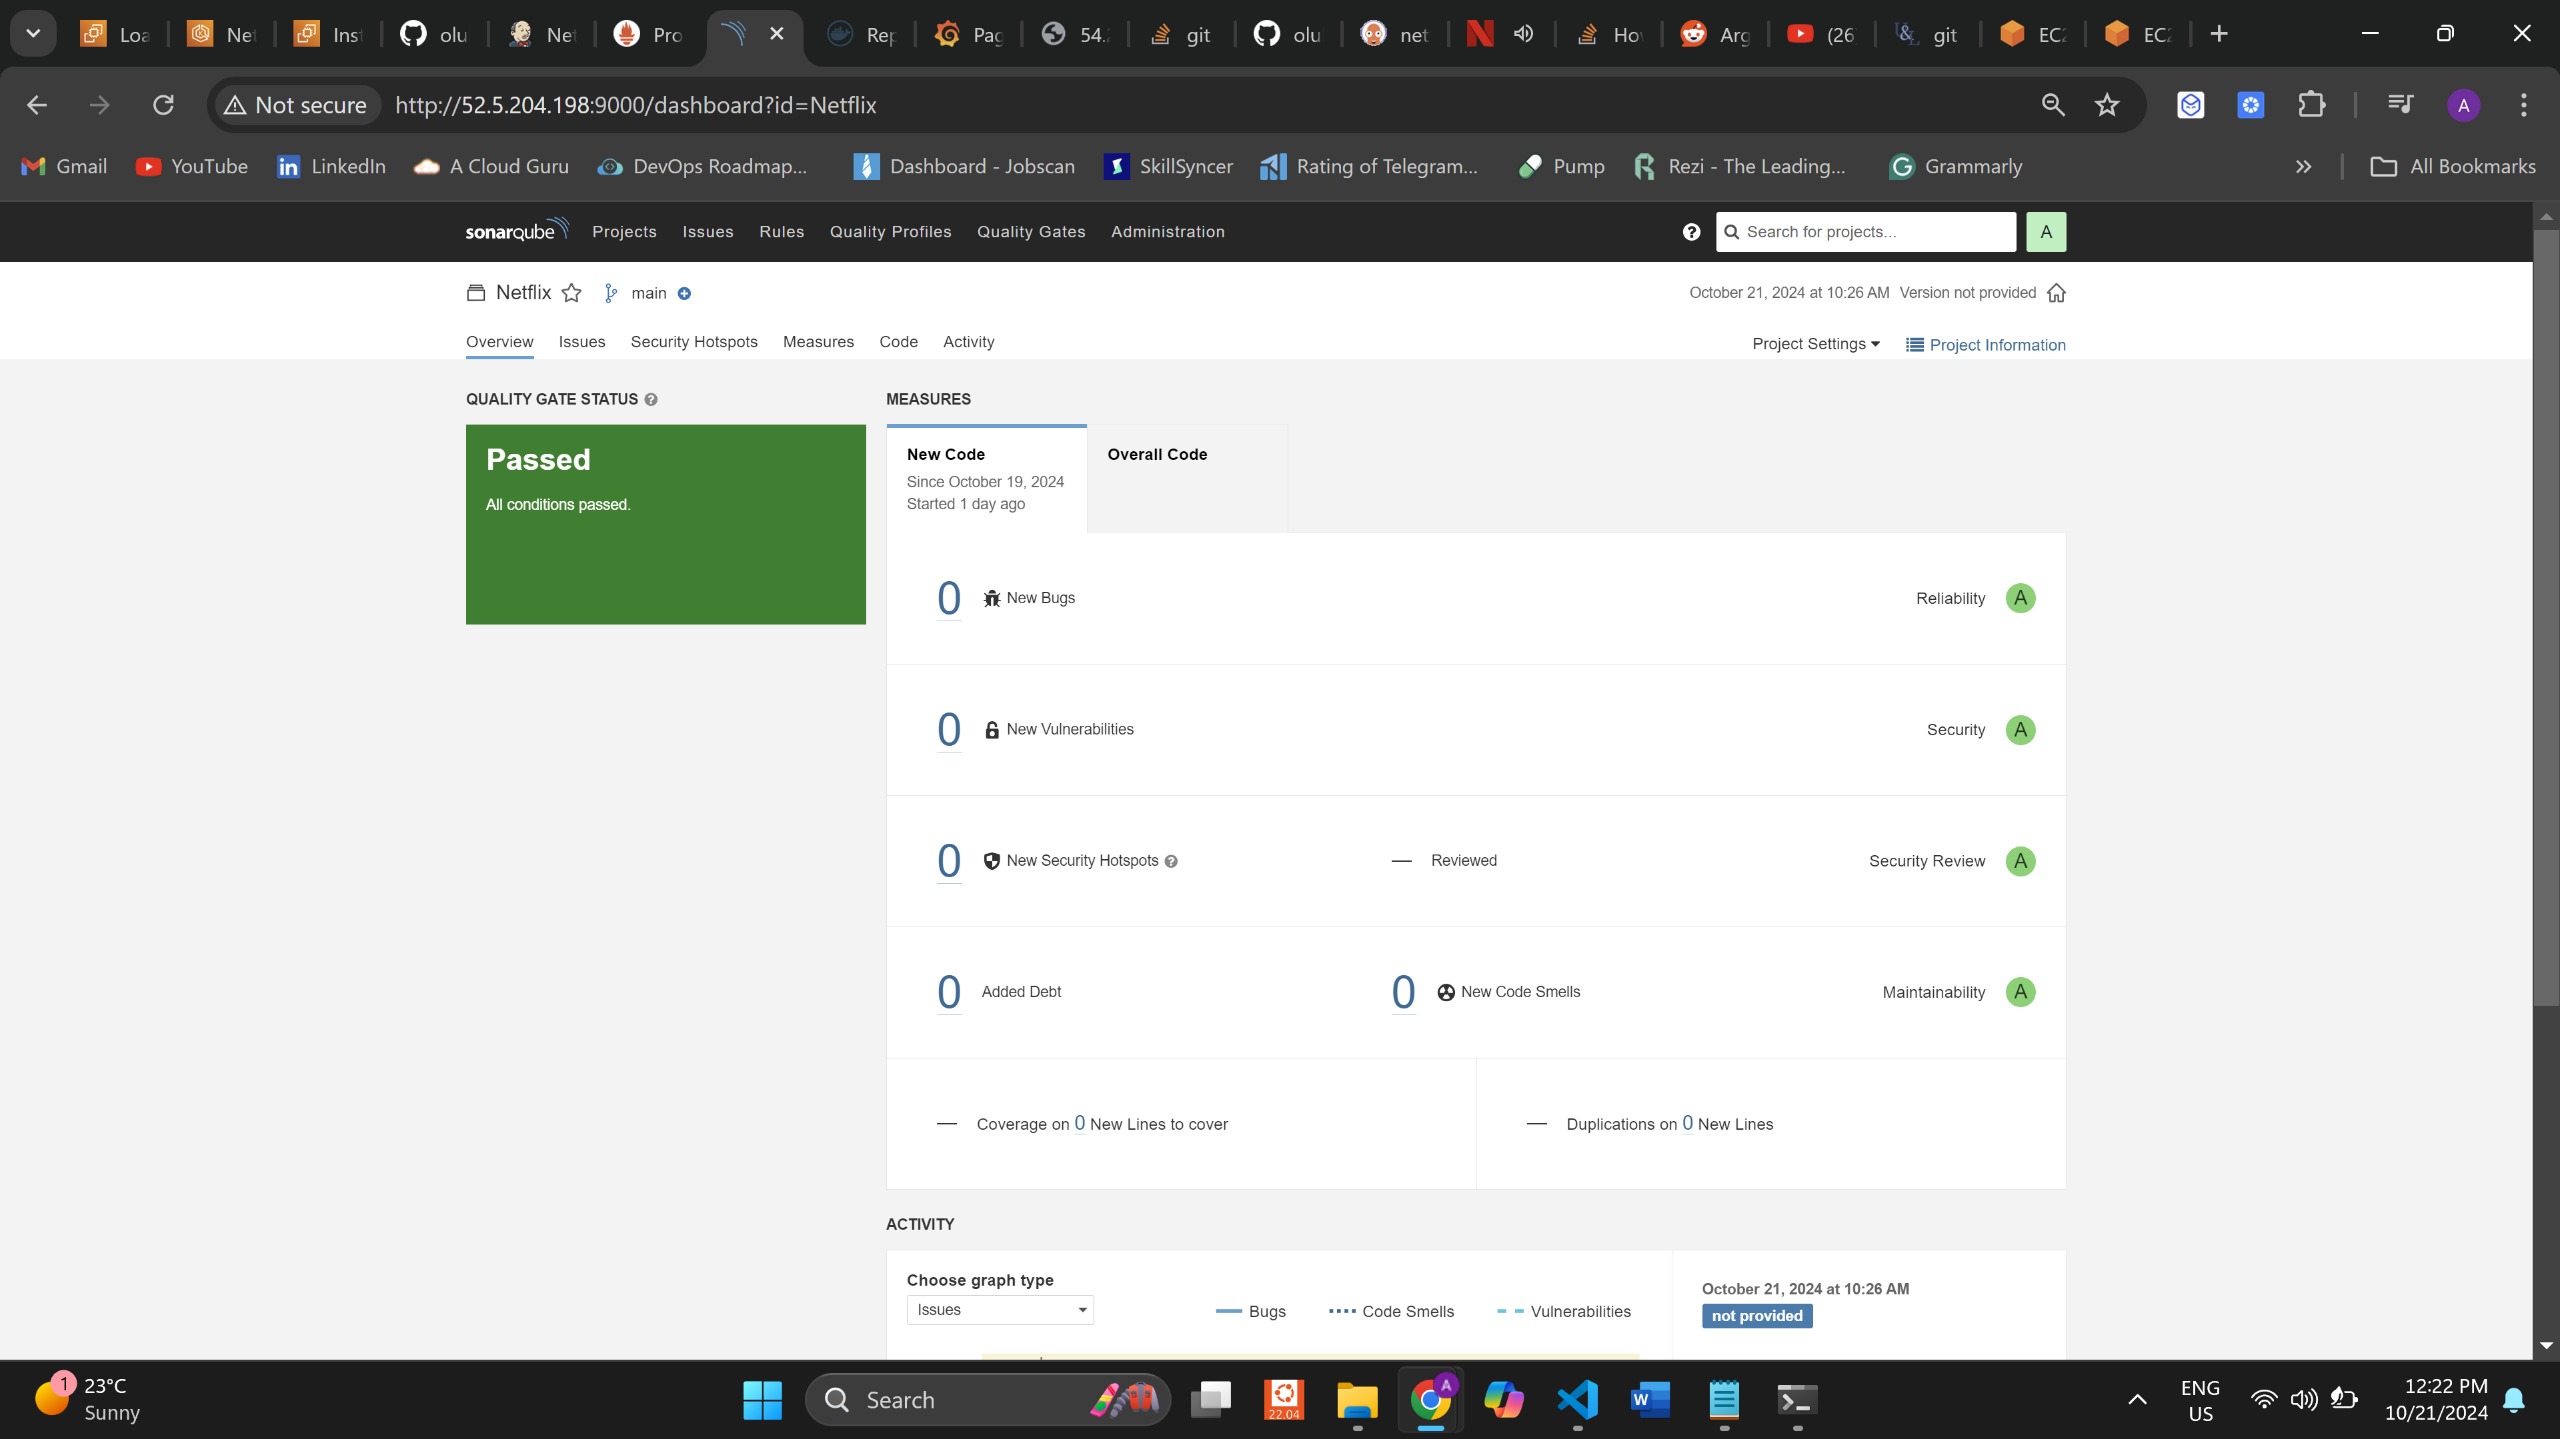 Loa
Net
Ins
olu
Net
Pro
Rep
Pag
54.
git
olu
net
Hov
Arg
(26
git
EC2
EC2
Not secure
http://52.5.204.198:9000/dashboard?id=Netflix
A
Gmail
YouTube
LinkedIn
A Cloud Guru
DevOps Roadmap...
Dashboard - Jobscan
SkillSyncer
Rating of Telegram...
Pump
Rezi - The Leading...
Grammarly
All Bookmarks
sonarqube
Projects
Issues
Rules
Quality Profiles
Quality Gates
Administration
Search for projects...
A
Netflix
main
October 21, 2024 at 10:26 AM Version not provided
Overview
Issues
Security Hotspots
Measures
Code
Activity
Project Settings
Project Information
QUALITY GATE STATUS
MEASURES
Passed
All conditions passed.
New Code
Since October 19, 2024
Started 1 day ago
Overall Code
0 New Bugs
Reliability A
0 New Vulnerabilities
Security A
0 New Security Hotspots
— Reviewed
Security Review A
0 Added Debt
0 New Code Smells
Maintainability A
— Coverage on 0 New Lines to cover
— Duplications on 0 New Lines
ACTIVITY
Choose graph type
Issues
Bugs
Code Smells
Vulnerabilities
October 21, 2024 at 10:26 AM
not provided
1
23°C
Sunny
Search
22.04
A
W
ENG
US
12:22 PM
10/21/2024